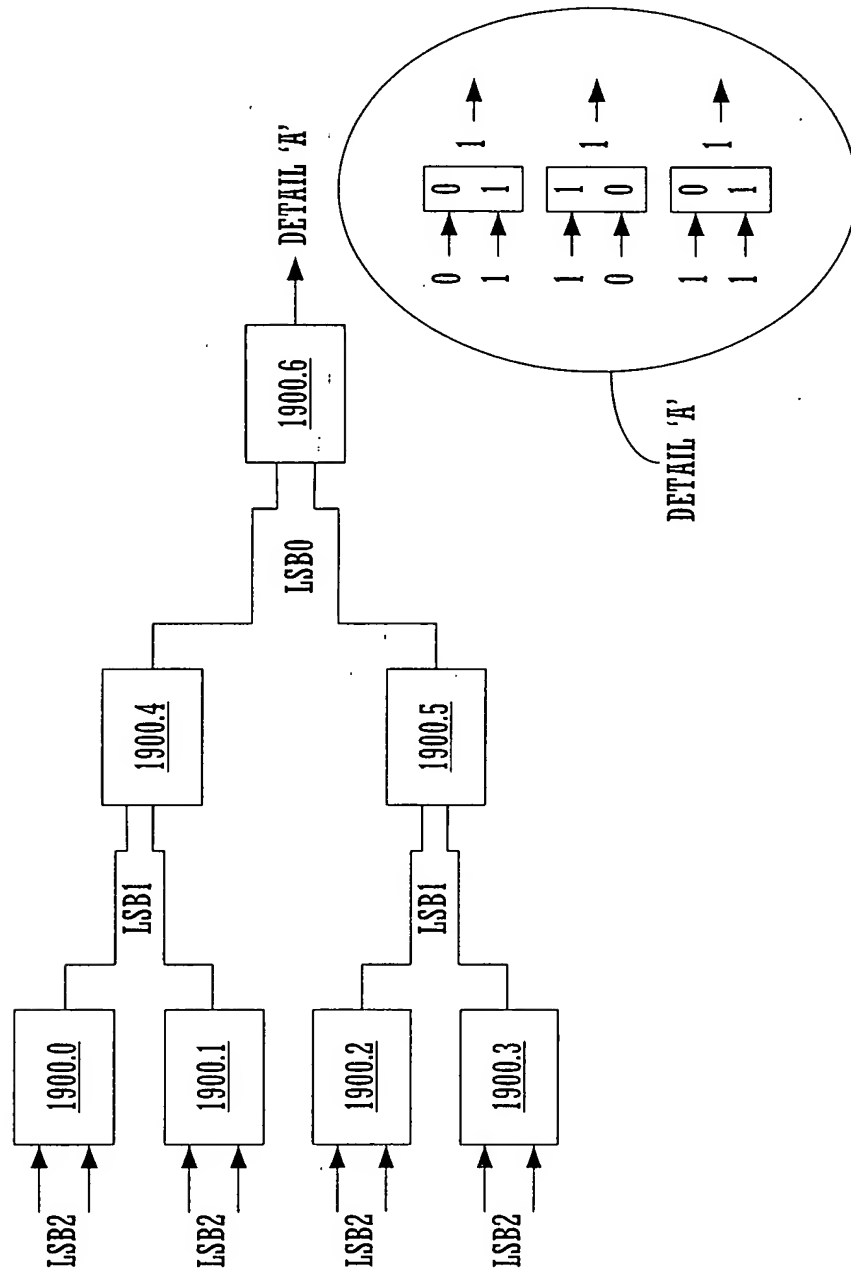 LSB2 1900.0
LSB1 1900.4
LSB2 1900.1
LSB0 1900.6 DETAIL 'A'
LSB2 1900.2
LSB1 1900.5
LSB2 1900.3
0 0
1
1 1
1 1
1
0 0
1 0
1
1 1
DETAIL 'A'